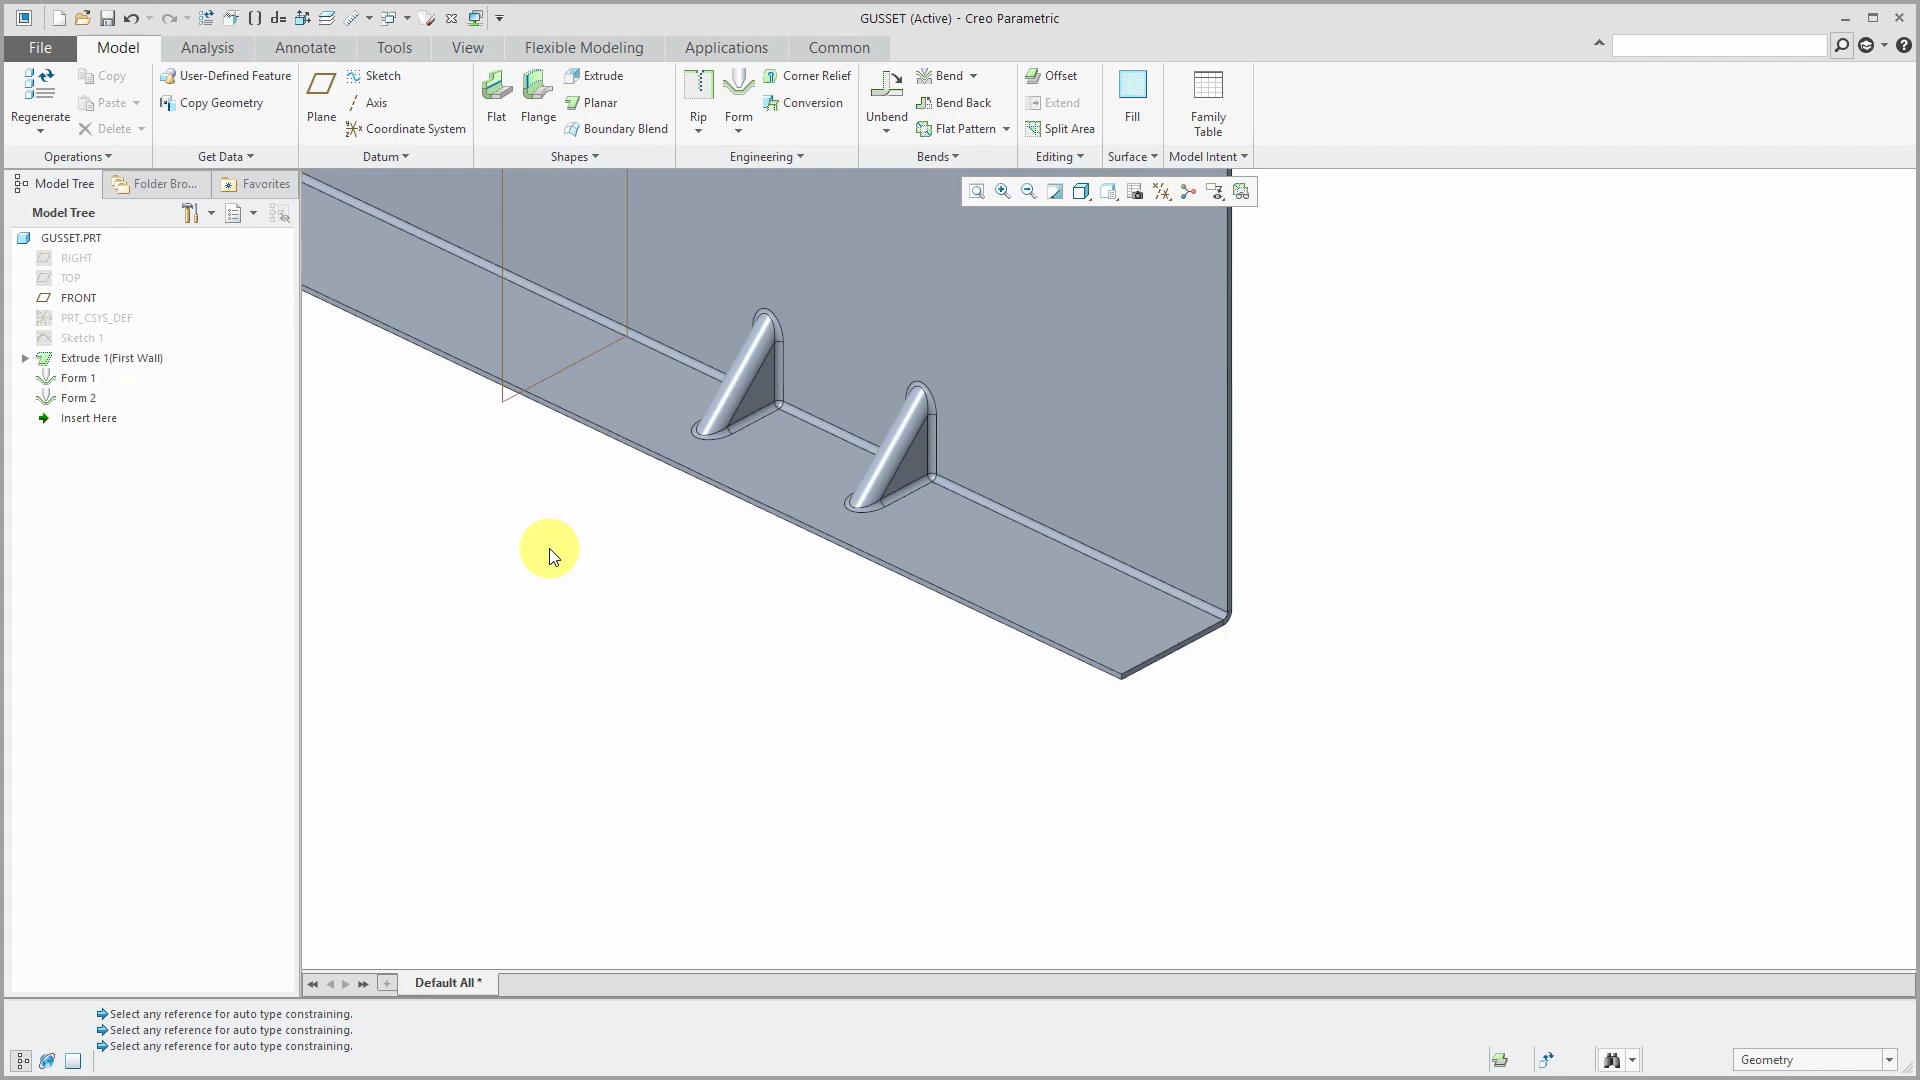 GUSSET (Active) - Creo Parametric
File Model Analysis Annotate Tools View Flexible Modeling Applications Common
Regenerate
Copy
Paste
Delete
User-Defined Feature
Copy Geometry
Plane
Sketch
Axis
Coordinate System
Flat
Flange
Extrude
Planar
Boundary Blend
Rip
Form
Corner Relief
Conversion
Unbend
Bend
Bend Back
Flat Pattern
Offset
Extend
Split Area
Fill
Family
Table
Operations Get Data Datum Shapes Engineering Bends Editing Surface Model Intent
Model Tree Folder Bro... Favorites
Model Tree
GUSSET.PRT
RIGHT
TOP
FRONT
PRT_CSYS_DEF
Sketch 1
Extrude 1(First Wall)
Form 1
Form 2
Insert Here
Default All *
Select any reference for auto type constraining.
Select any reference for auto type constraining.
Select any reference for auto type constraining.
Geometry